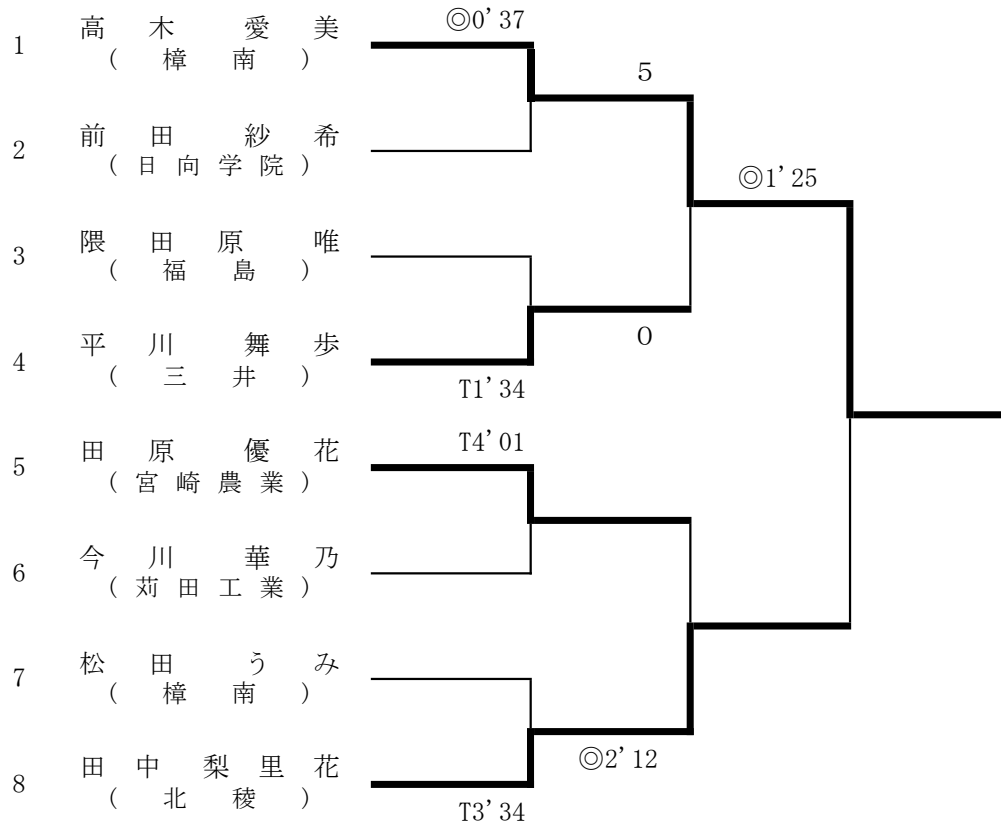 1 高木 愛美 ◎0'37
(樟南)
5
2 前田 紗希
(日向学院)
◎1'25
3 隈田原 唯
(福島)
0
4 平川 舞歩
(三井)
T1'34
5 田原 優花 T4'01
(宮崎農業)
6 今川 華乃
(苅田工業)
7 松田 うみ
(樟南)
◎2'12
8 田中 梨里花
(北稜)
T3'34